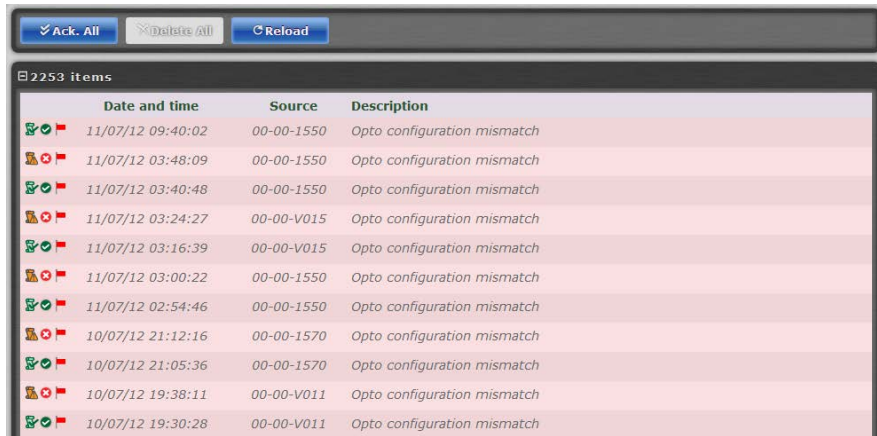 Ack. All Delete All Reload
2253 items
Date and time Source Description
11/07/12 09:40:02 00-00-1550 Opto configuration mismatch
11/07/12 03:48:09 00-00-1550 Opto configuration mismatch
11/07/12 03:40:48 00-00-1550 Opto configuration mismatch
11/07/12 03:24:27 00-00-V015 Opto configuration mismatch
11/07/12 03:16:39 00-00-V015 Opto configuration mismatch
11/07/12 03:00:22 00-00-1550 Opto configuration mismatch
11/07/12 02:54:46 00-00-1550 Opto configuration mismatch
10/07/12 21:12:16 00-00-1570 Opto configuration mismatch
10/07/12 21:05:36 00-00-1570 Opto configuration mismatch
10/07/12 19:38:11 00-00-V011 Opto configuration mismatch
10/07/12 19:30:28 00-00-V011 Opto configuration mismatch